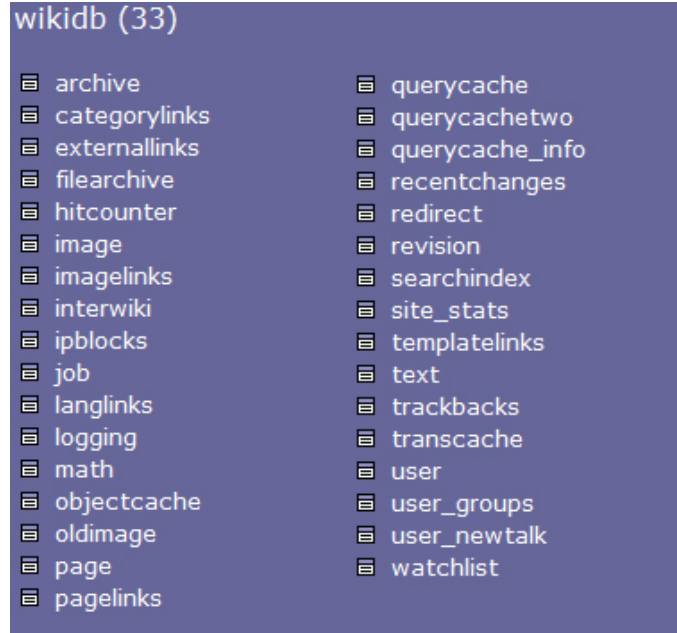 wikidb (33)
archive
categorylinks
externallinks
filearchive
hitcounter
image
imagelinks
interwiki
ipblocks
job
langlinks
logging
math
objectcache
oldimage
page
pagelinks
querycache
querycachetwo
querycache_info
recentchanges
redirect
revision
searchindex
site_stats
templatelinks
text
trackbacks
transcache
user
user_groups
user_newtalk
watchlist